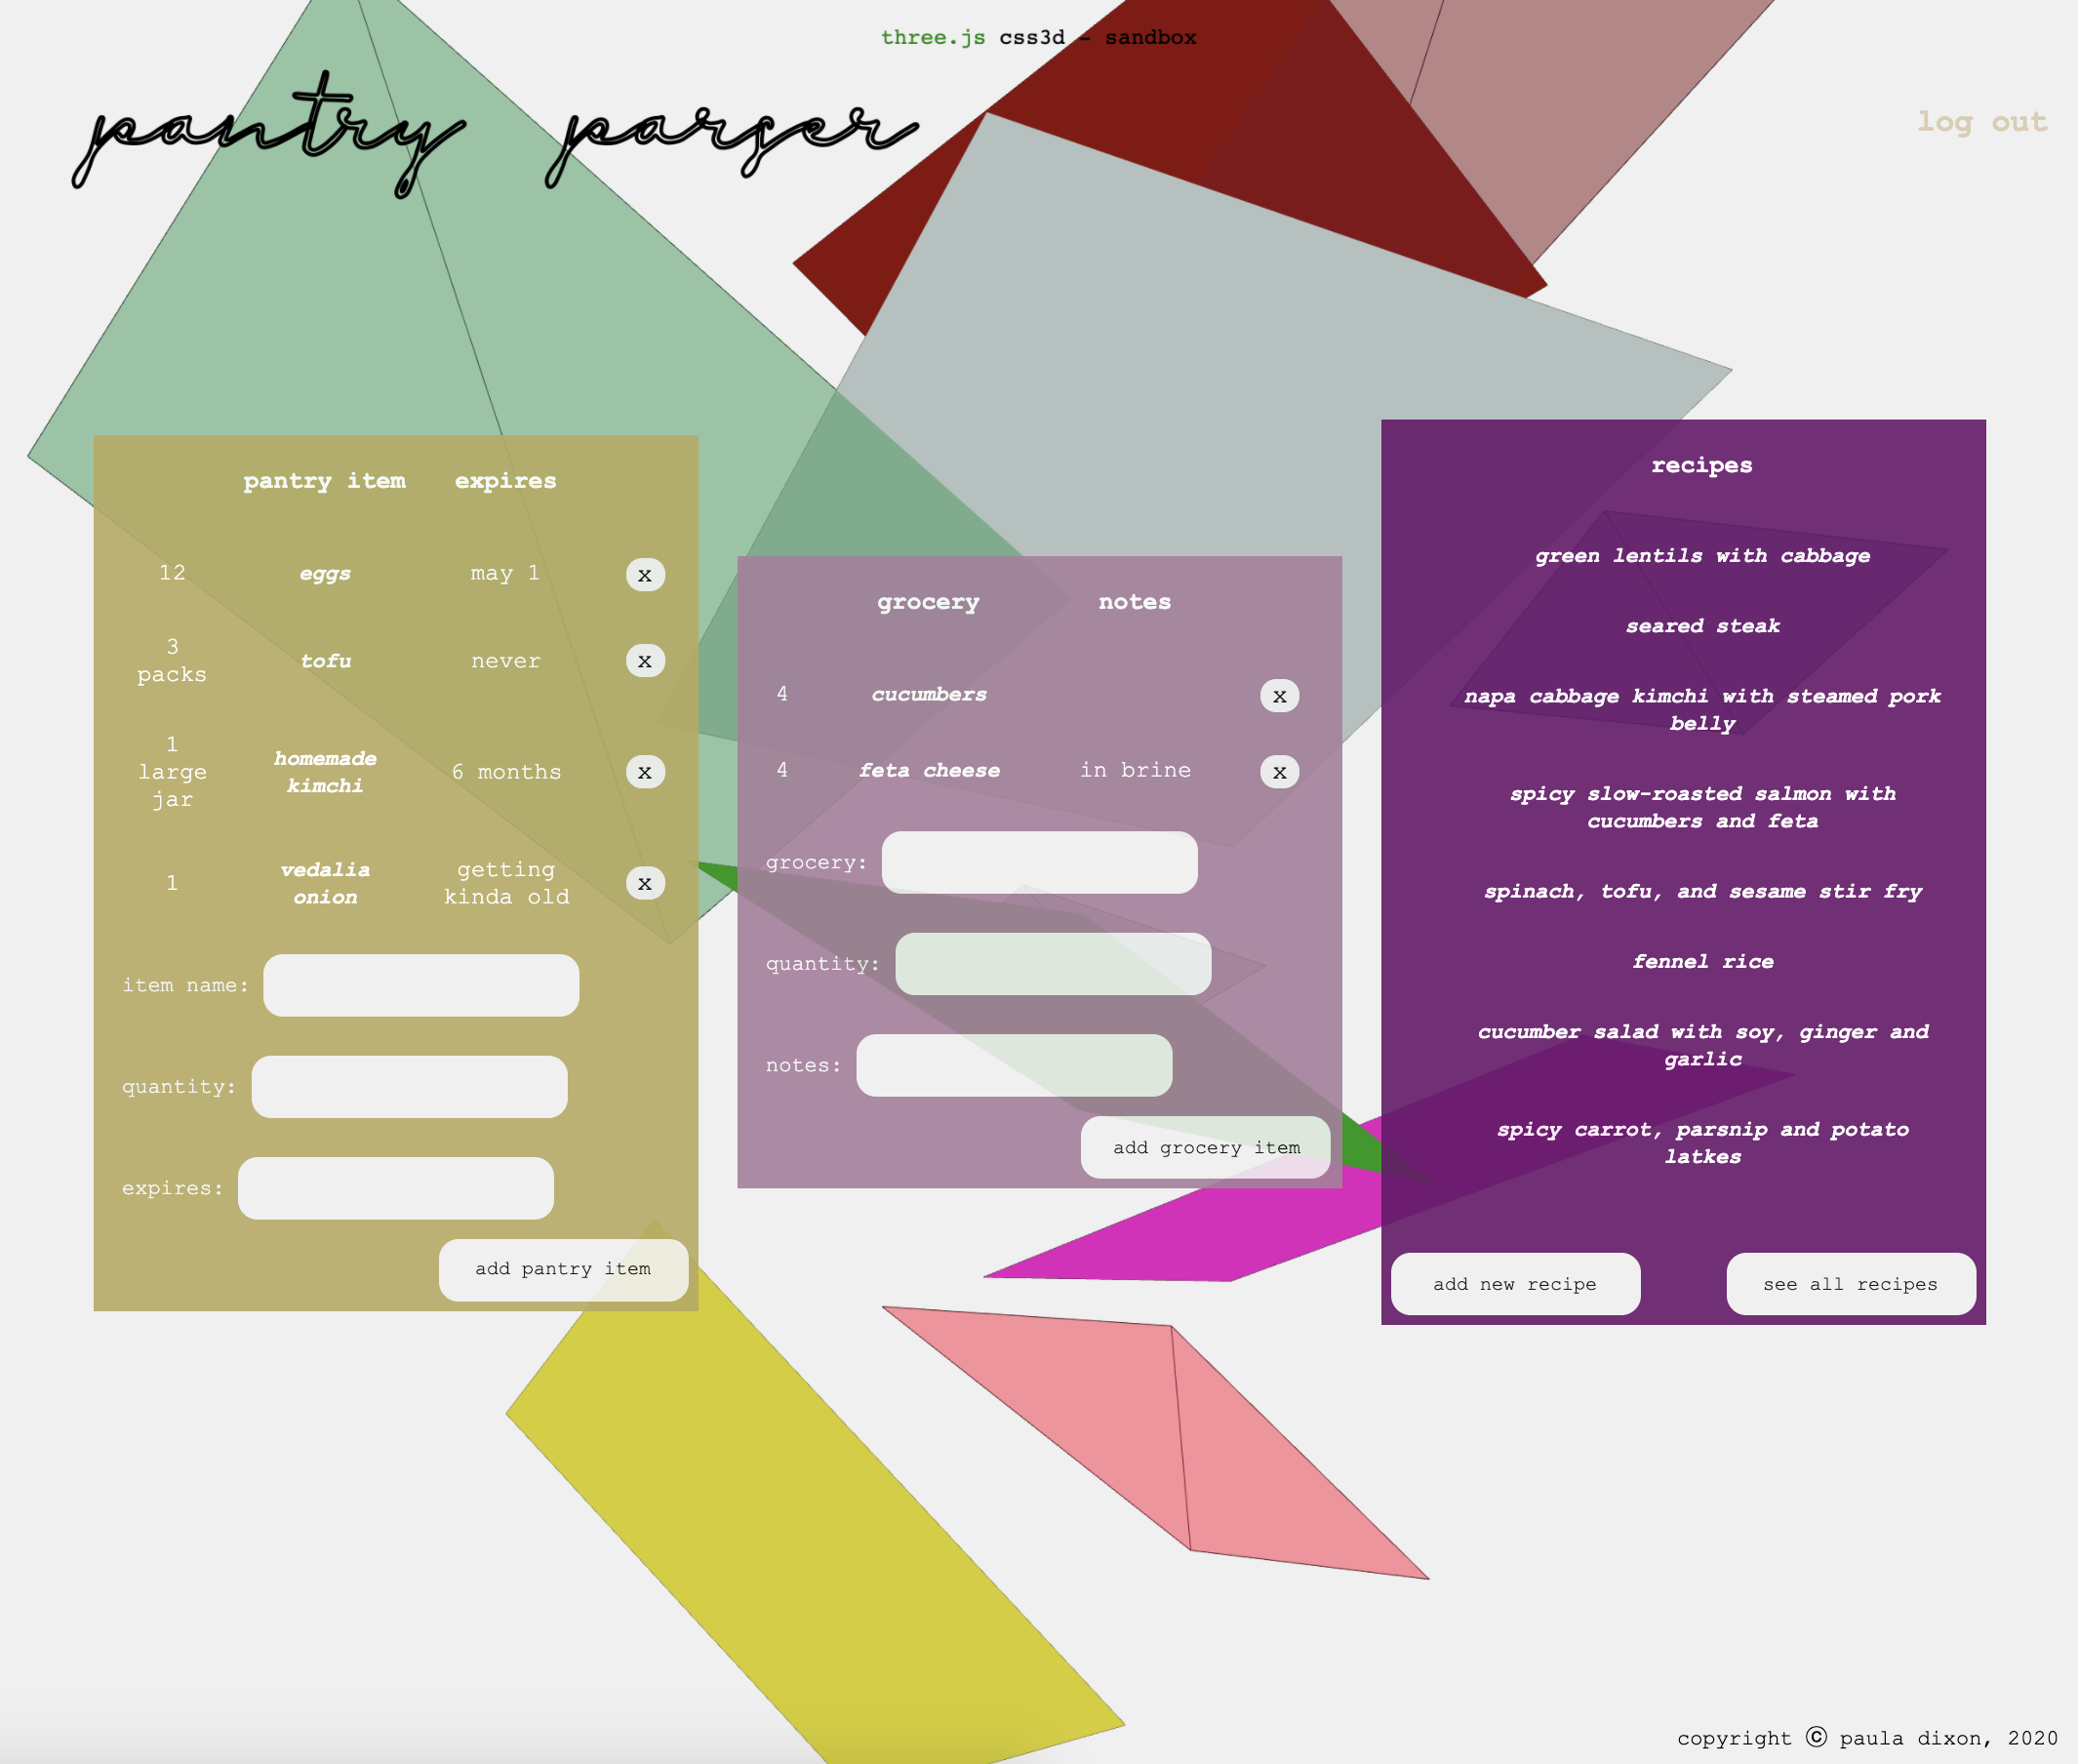 three.js css3d - sandbox
pantry parser
log out
pantry item expires
12 eggs may 1 x
3
packs
tofu never x
1
large
jar
homemade
kimchi
6 months x
1
vedalia
onion
getting
kinda old
x
item name:
quantity:
expires:
add pantry item
grocery notes
4 cucumbers x
4 feta cheese in brine x
grocery:
quantity:
notes:
add grocery item
recipes
green lentils with cabbage
seared steak
napa cabbage kimchi with steamed pork
belly
spicy slow-roasted salmon with
cucumbers and feta
spinach, tofu, and sesame stir fry
fennel rice
cucumber salad with soy, ginger and
garlic
spicy carrot, parsnip and potato
latkes
add new recipe
see all recipes
copyright © paula dixon, 2020